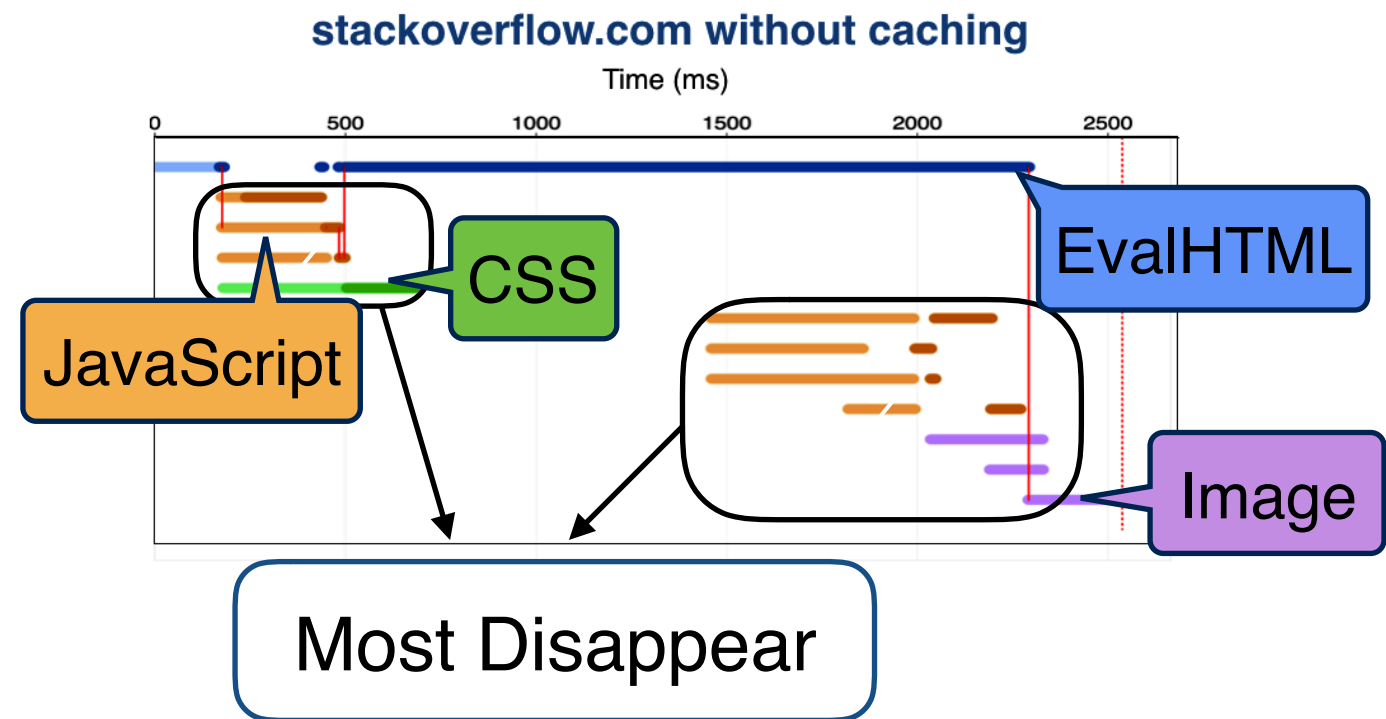 stackoverflow.com without caching
Time (ms)
0 500 1000 1500 2000 2500
EvalHTML
CSS
JavaScript
Image
Most Disappear